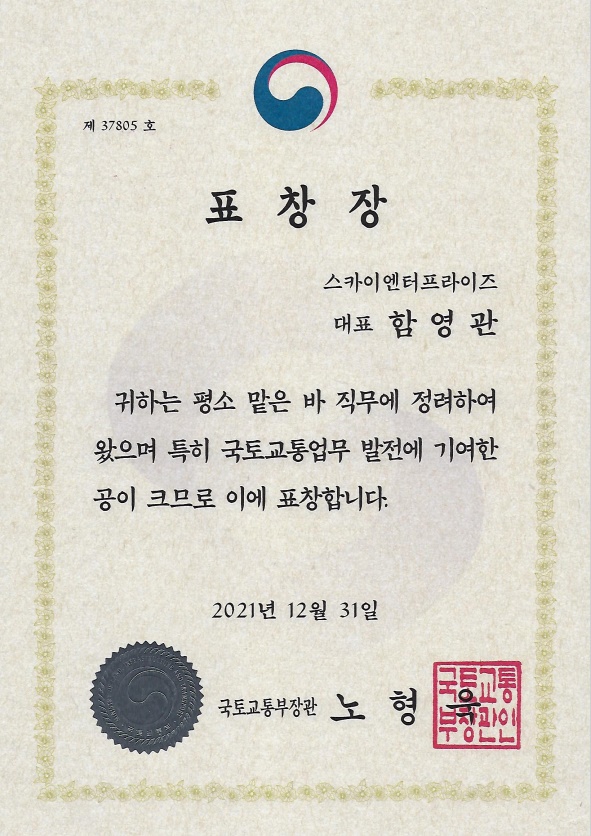 제 37805 호
표 창 장
스카이엔터프라이즈
대표 함 영 관
귀하는 평소 맡은 바 직무에 정려하여
왔으며 특히 국토교통업무 발전에 기여한
공이 크므로 이에 표창합니다.
2021년 12월 31일
국토교통부장관 노 형 욱
국토교통
부장관인